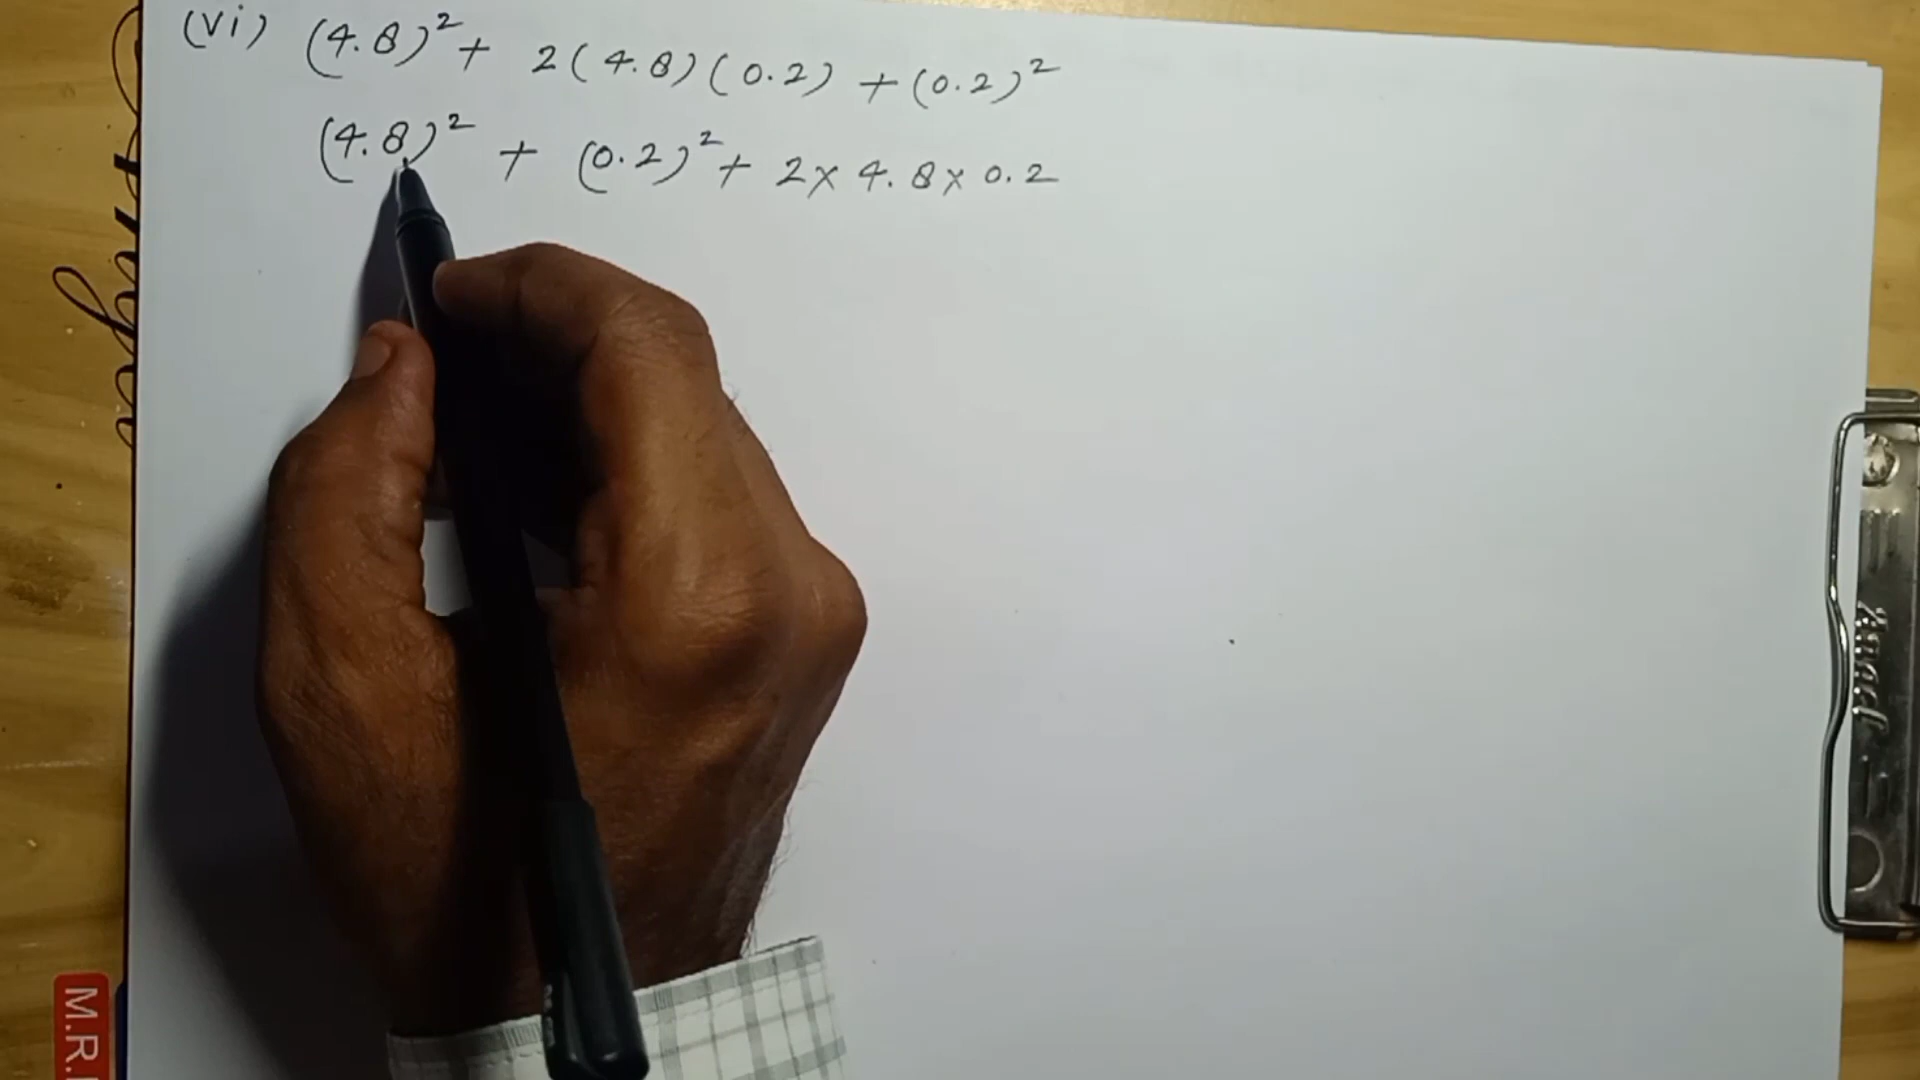 (vi) (4.8)² + 2(4.8)(0.2) + (0.2)²
(4.8)² + (0.2)² + 2 × 4.8 × 0.2
M.R.